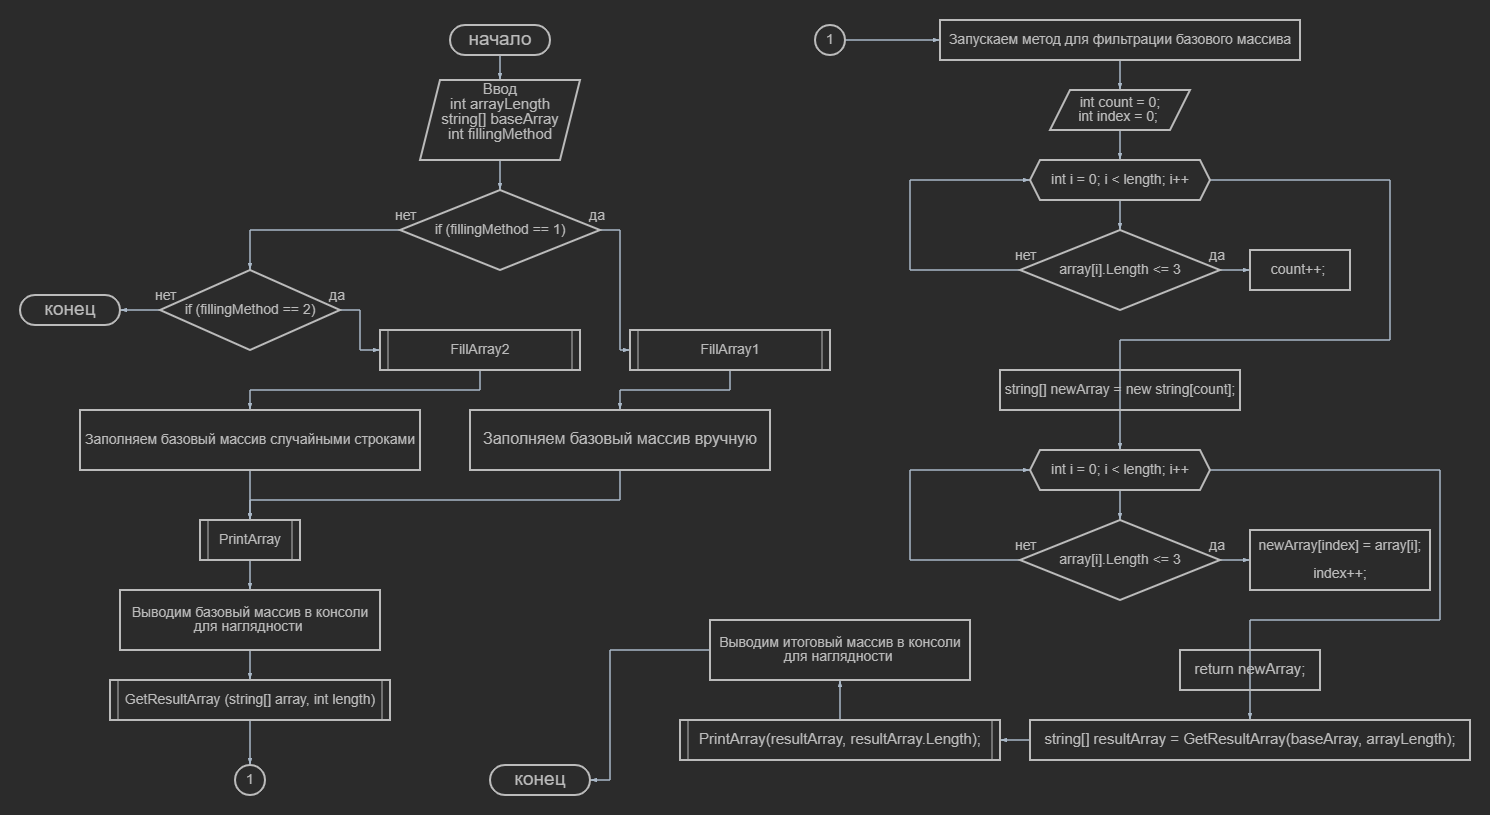 начало
Ввод
int arrayLength
string[] baseArray
int fillingMethod
нет
да
if (fillingMethod == 1)
нет
да
if (fillingMethod == 2)
конец
FillArray2
FillArray1
Заполняем базовый массив случайными строками
Заполняем базовый массив вручную
PrintArray
Выводим базовый массив в консоли
для наглядности
GetResultArray (string[] array, int length)
1
1
Запускаем метод для фильтрации базового массива
int count = 0;
int index = 0;
int i = 0; i < length; i++
нет
да
array[i].Length <= 3
count++;
string[] newArray = new string[count];
int i = 0; i < length; i++
нет
да
array[i].Length <= 3
newArray[index] = array[i];
index++;
return newArray;
string[] resultArray = GetResultArray(baseArray, arrayLength);
PrintArray(resultArray, resultArray.Length);
Выводим итоговый массив в консоли
для наглядности
конец